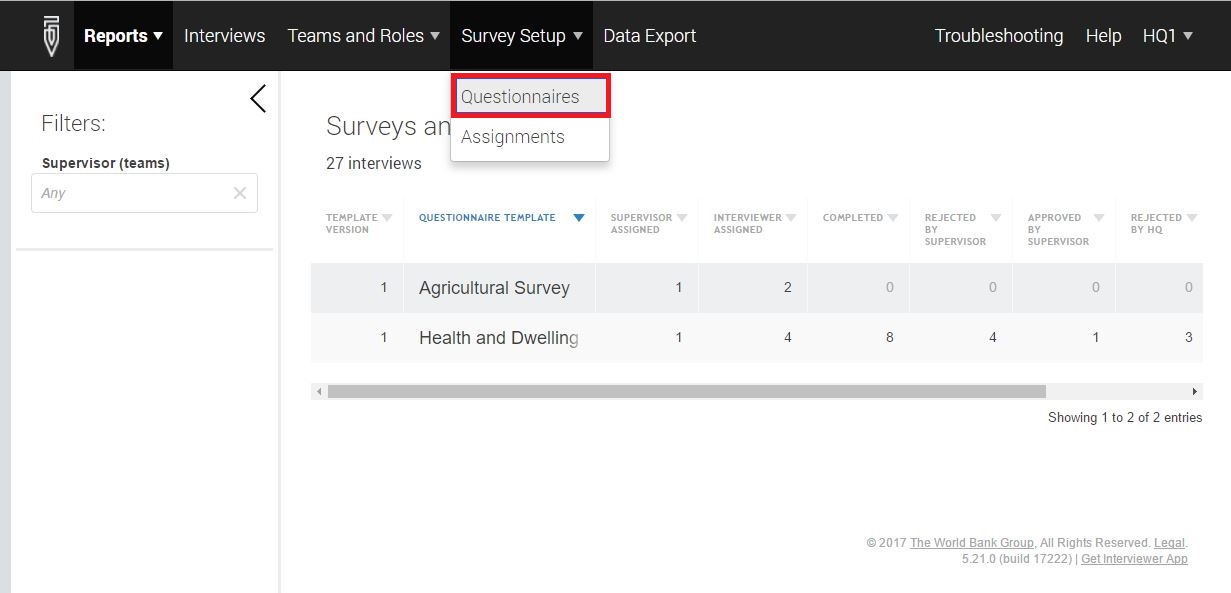 Reports ▾ Interviews Teams and Roles ▾ Survey Setup ▾ Data Export Troubleshooting Help HQ1 ▾
Questionnaires
Assignments
Filters:
Supervisor (teams)
Any
Surveys an
27 interviews
TEMPLATE VERSION
QUESTIONNAIRE TEMPLATE
SUPERVISOR ASSIGNED
INTERVIEWER ASSIGNED
COMPLETED
REJECTED BY SUPERVISOR
APPROVED BY SUPERVISOR
REJECTED BY HQ
1 Agricultural Survey 1 2 0 0 0 0
1 Health and Dwelling 1 4 8 4 1 3
Showing 1 to 2 of 2 entries
© 2017 The World Bank Group, All Rights Reserved. Legal.
5.21.0 (build 17222) | Get Interviewer App